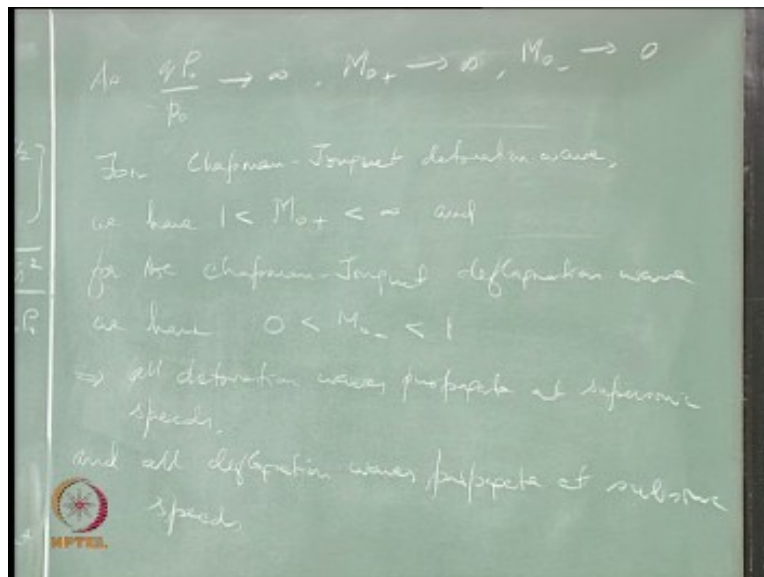 As qρ₀/p₀ → ∞, M₀₊ → ∞, M₀₋ → 0
For Chapman-Jouguet detonation wave,
we have 1 < M₀₊ < ∞ and
for the Chapman-Jouguet deflagration wave
we have 0 < M₀₋ < 1
⇒ all detonation waves propagate at supersonic
speeds,
and all deflagration waves propagate at subsonic
speeds
NPTEL